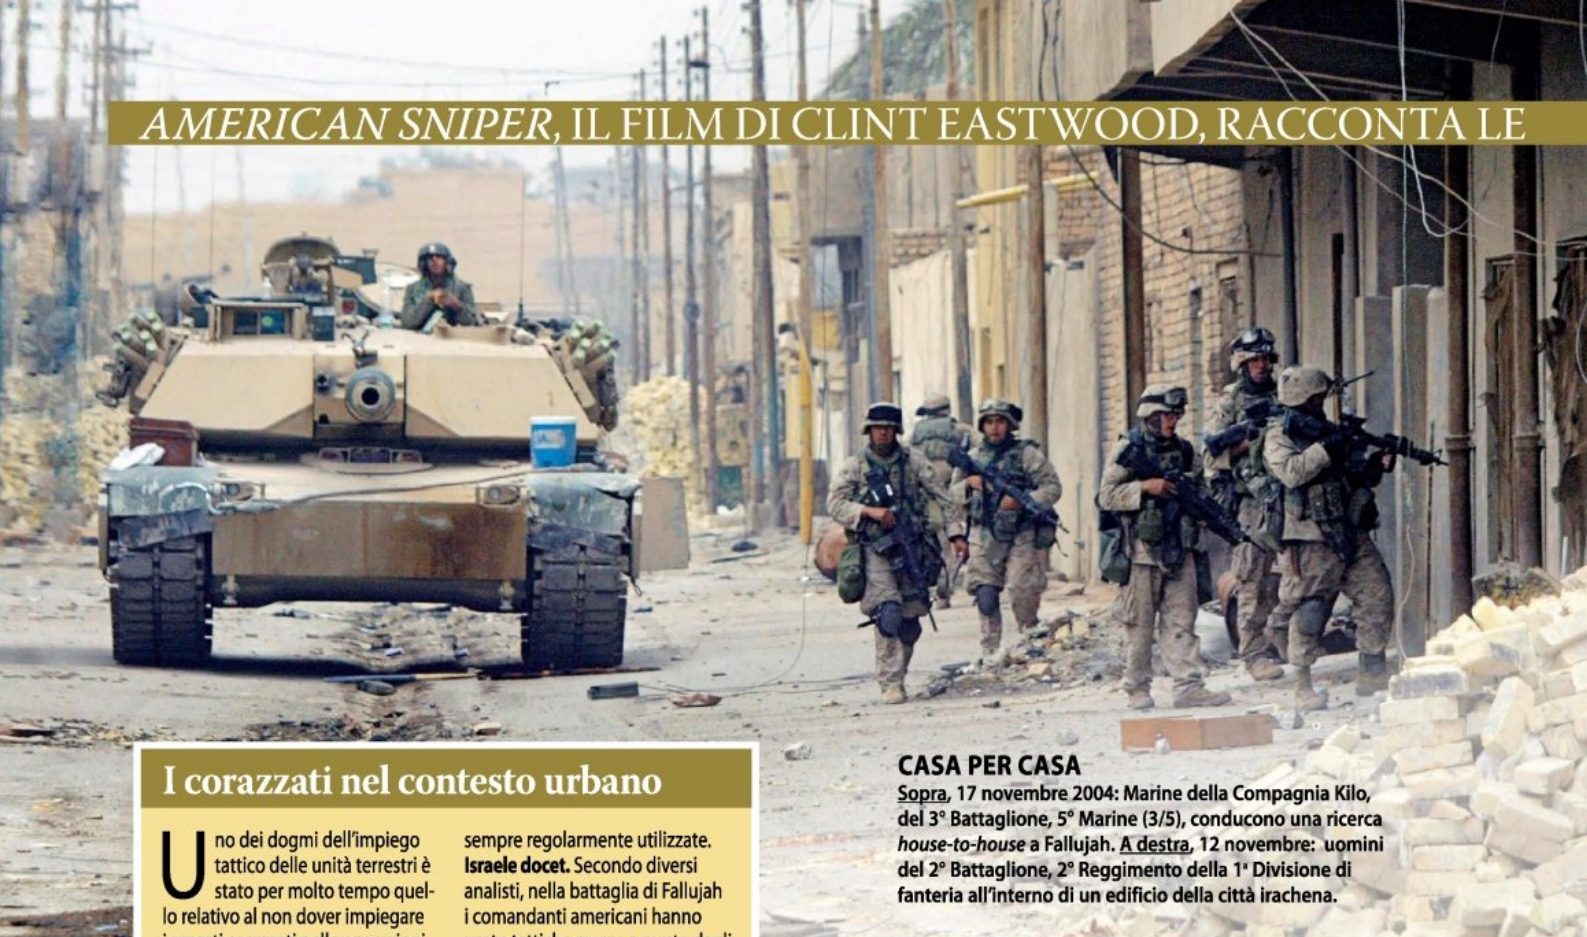 AMERICAN SNIPER, IL FILM DI CLINT EASTWOOD, RACCONTA LE
I corazzati nel contesto urbano
Uno dei dogmi dell'impiego
tattico delle unità terrestri è
stato per molto tempo quel-
lo relativo al non dover impiegare
sempre regolarmente utilizzate.
Israele docet. Secondo diversi
analisti, nella battaglia di Fallujah
i comandanti americani hanno
CASA PER CASA
Sopra, 17 novembre 2004: Marine della Compagnia Kilo,
del 3° Battaglione, 5° Marine (3/5), conducono una ricerca
house-to-house a Fallujah. A destra, 12 novembre: uomini
del 2° Battaglione, 2° Reggimento della 1ª Divisione di
fanteria all'interno di un edificio della città irachena.